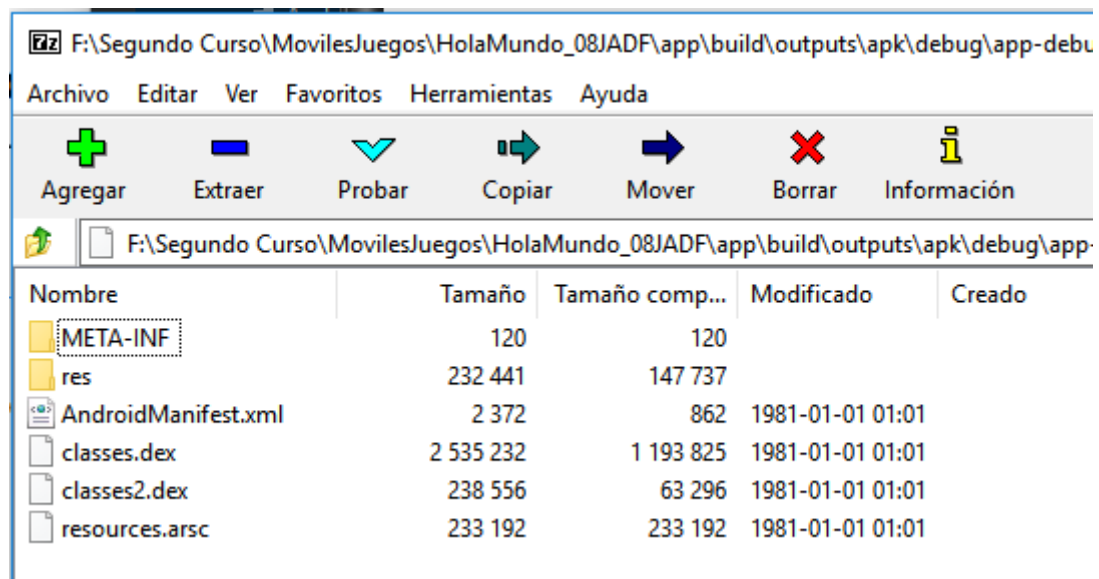 7z F:\Segundo Curso\MovilesJuegos\HolaMundo_08JADF\app\build\outputs\apk\debug\app-debu
Archivo Editar Ver Favoritos Herramientas Ayuda
Agregar Extraer Probar Copiar Mover Borrar Información
F:\Segundo Curso\MovilesJuegos\HolaMundo_08JADF\app\build\outputs\apk\debug\app-
Nombre Tamaño Tamaño comp... Modificado Creado
META-INF 120 120
res 232 441 147 737
AndroidManifest.xml 2 372 862 1981-01-01 01:01
classes.dex 2 535 232 1 193 825 1981-01-01 01:01
classes2.dex 238 556 63 296 1981-01-01 01:01
resources.arsc 233 192 233 192 1981-01-01 01:01